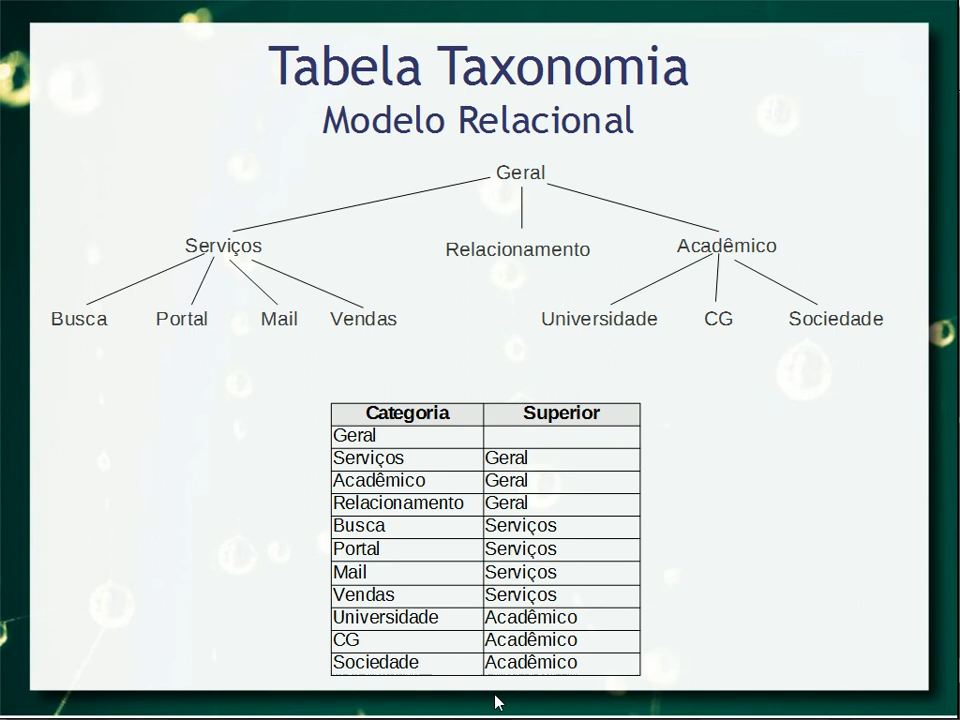 Tabela Taxonomia
Modelo Relacional
Geral
Serviços Relacionamento Acadêmico
Busca Portal Mail Vendas Universidade CG Sociedade
Categoria Superior
Geral
Serviços Geral
Acadêmico Geral
Relacionamento Geral
Busca Serviços
Portal Serviços
Mail Serviços
Vendas Serviços
Universidade Acadêmico
CG Acadêmico
Sociedade Acadêmico